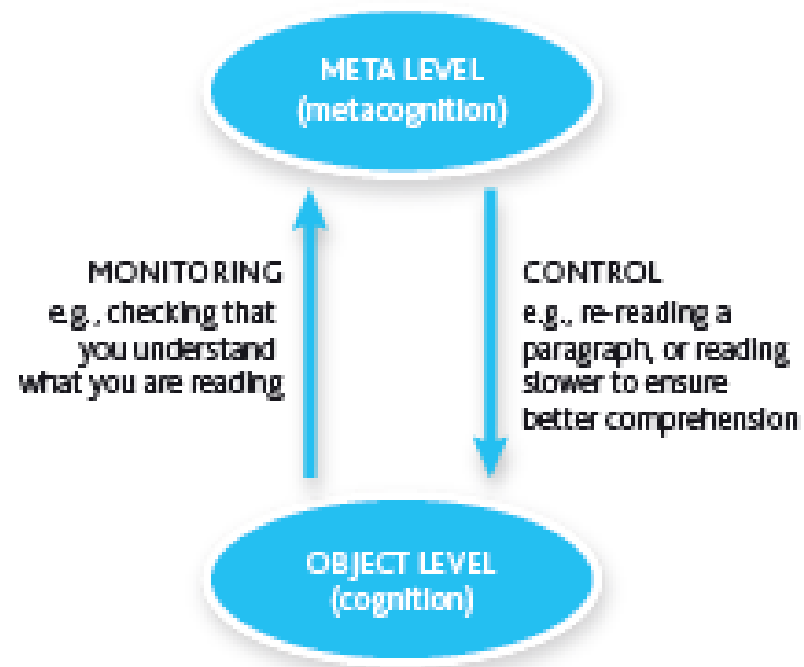 META LEVEL
(metacognition)
MONITORING
e.g., checking that
you understand
what you are reading
CONTROL
e.g., re-reading a
paragraph, or reading
slower to ensure
better comprehension
OBJECT LEVEL
(cognition)